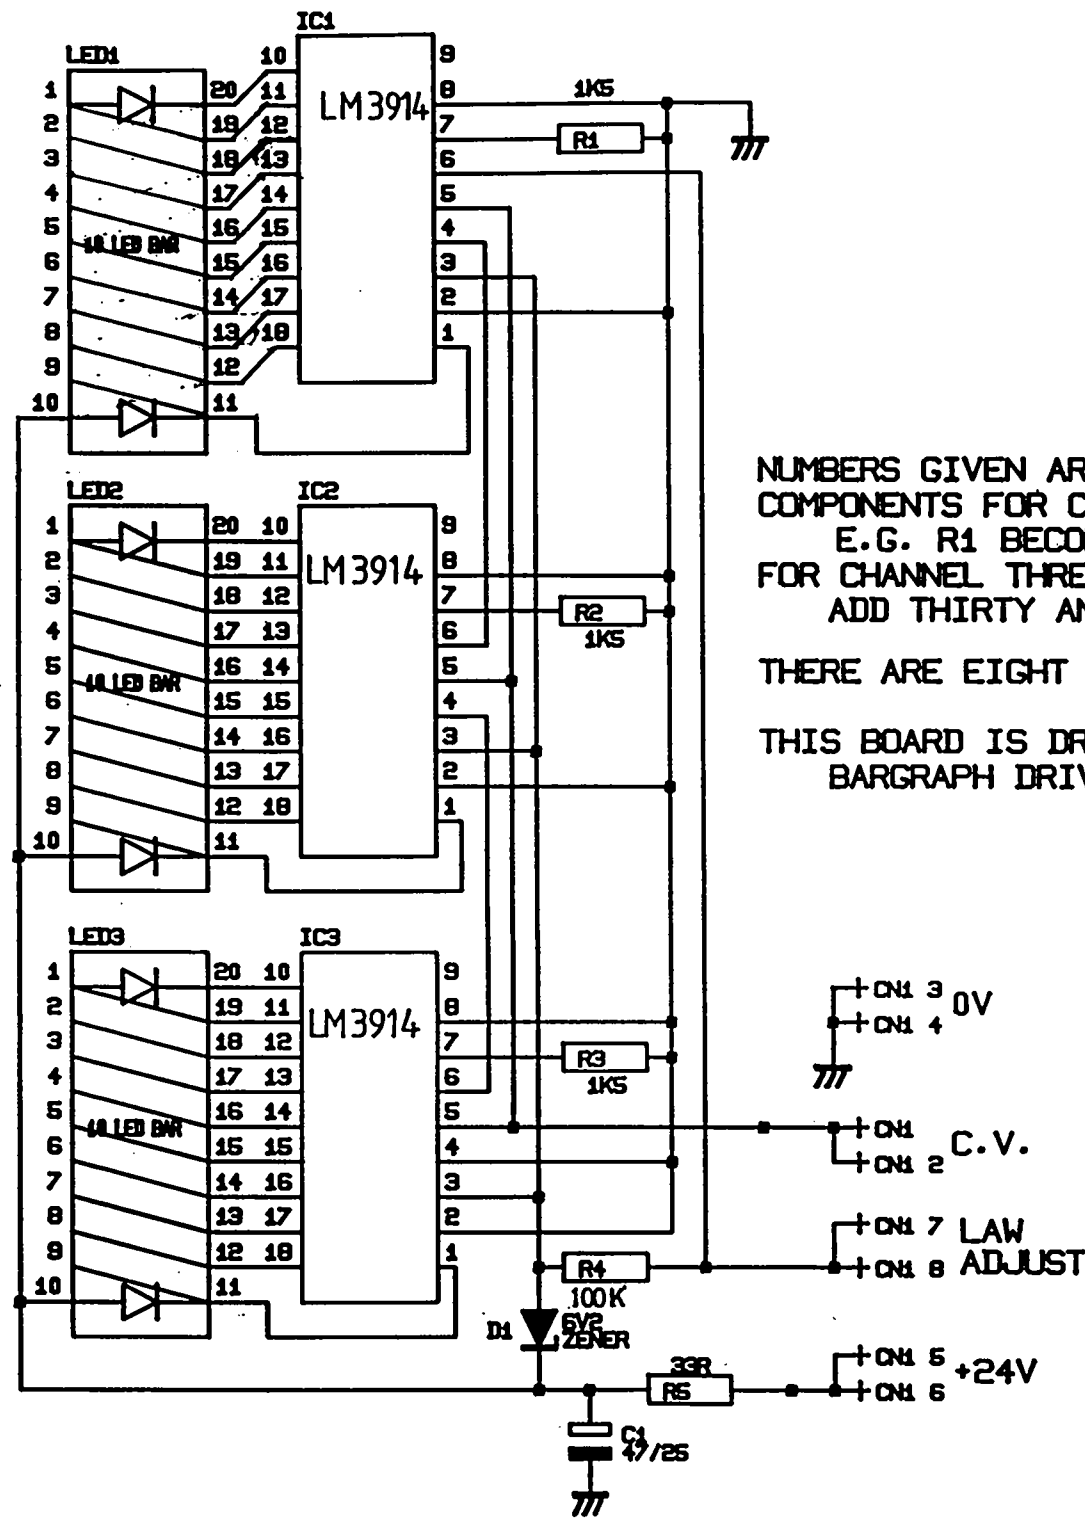 IC1
LED1
LM3914
10 LED BAR
1
2
3
4
5
6
7
8
9
10
20
19
18
17
16
15
14
13
12
11
10
11
12
13
14
15
16
17
18
9
8
7
6
5
4
3
2
1
1K5
R1
LED2
IC2
LM3914
10 LED BAR
1
2
3
4
5
6
7
8
9
10
20 10
19 11
18 12
17 13
16 14
15 15
14 16
13 17
12 18
11
9
8
7
6
5
4
3
2
1
R2
1K5
NUMBERS GIVEN AR
COMPONENTS FOR C
E.G. R1 BECO
FOR CHANNEL THRE
ADD THIRTY AN
THERE ARE EIGHT
THIS BOARD IS DR
BARGRAPH DRIV
LED3
IC3
LM3914
10 LED BAR
1
2
3
4
5
6
7
8
9
10
20 10
19 11
18 12
17 13
16 14
15 15
14 16
13 17
12 18
11
9
8
7
6
5
4
3
2
1
R3
1K5
CN1 3 0V
CN1 4
CN1 C.V.
CN1 2
CN1 7 LAW
CN1 8 ADJUST
R4
100K
D1 6V2
ZENER
CN1 5 +24V
CN1 6
33R
R5
C1
47/25